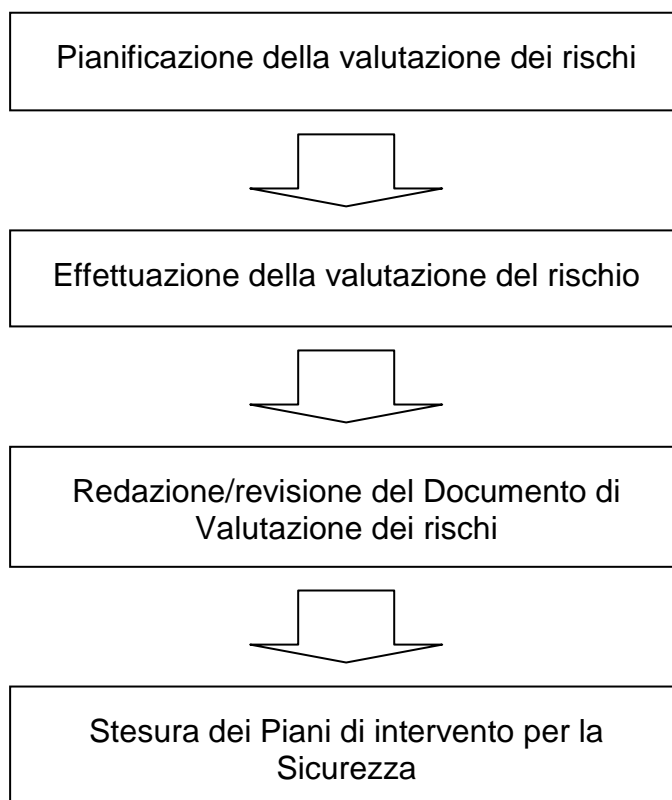 Pianificazione della valutazione dei rischi
Effettuazione della valutazione del rischio
Redazione/revisione del Documento di
Valutazione dei rischi
Stesura dei Piani di intervento per la
Sicurezza